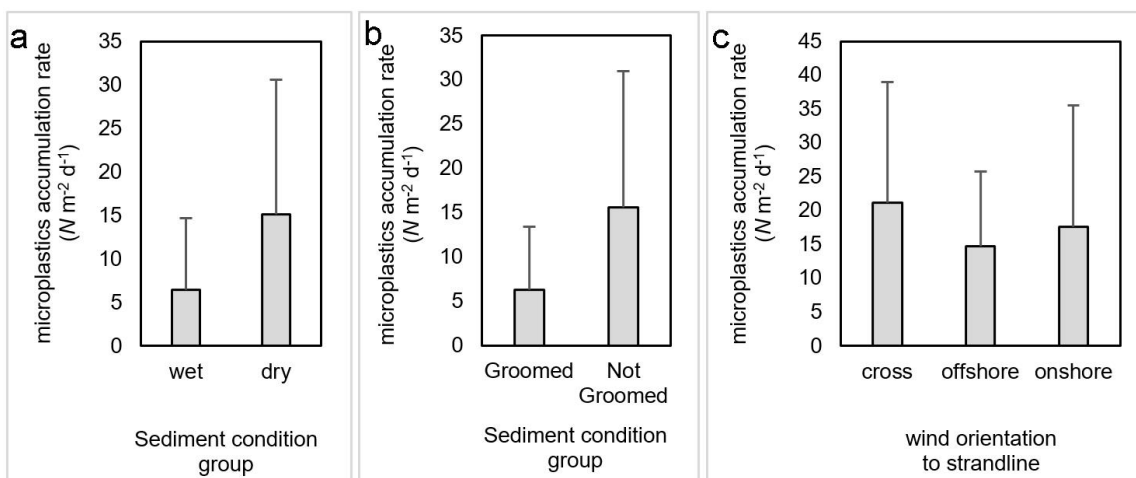 a
microplastics accumulation rate
(N m-2 d-1)
35
30
25
20
15
10
5
0
wet dry
Sediment condition
group
b
microplastics accumulation rate
(N m-2 d-1)
35
30
25
20
15
10
5
0
Groomed Not
Groomed
Sediment condition
group
c
microplastics accumulation rate
(N m-2 d-1)
45
40
35
30
25
20
15
10
5
0
cross offshore onshore
wind orientation
to strandline